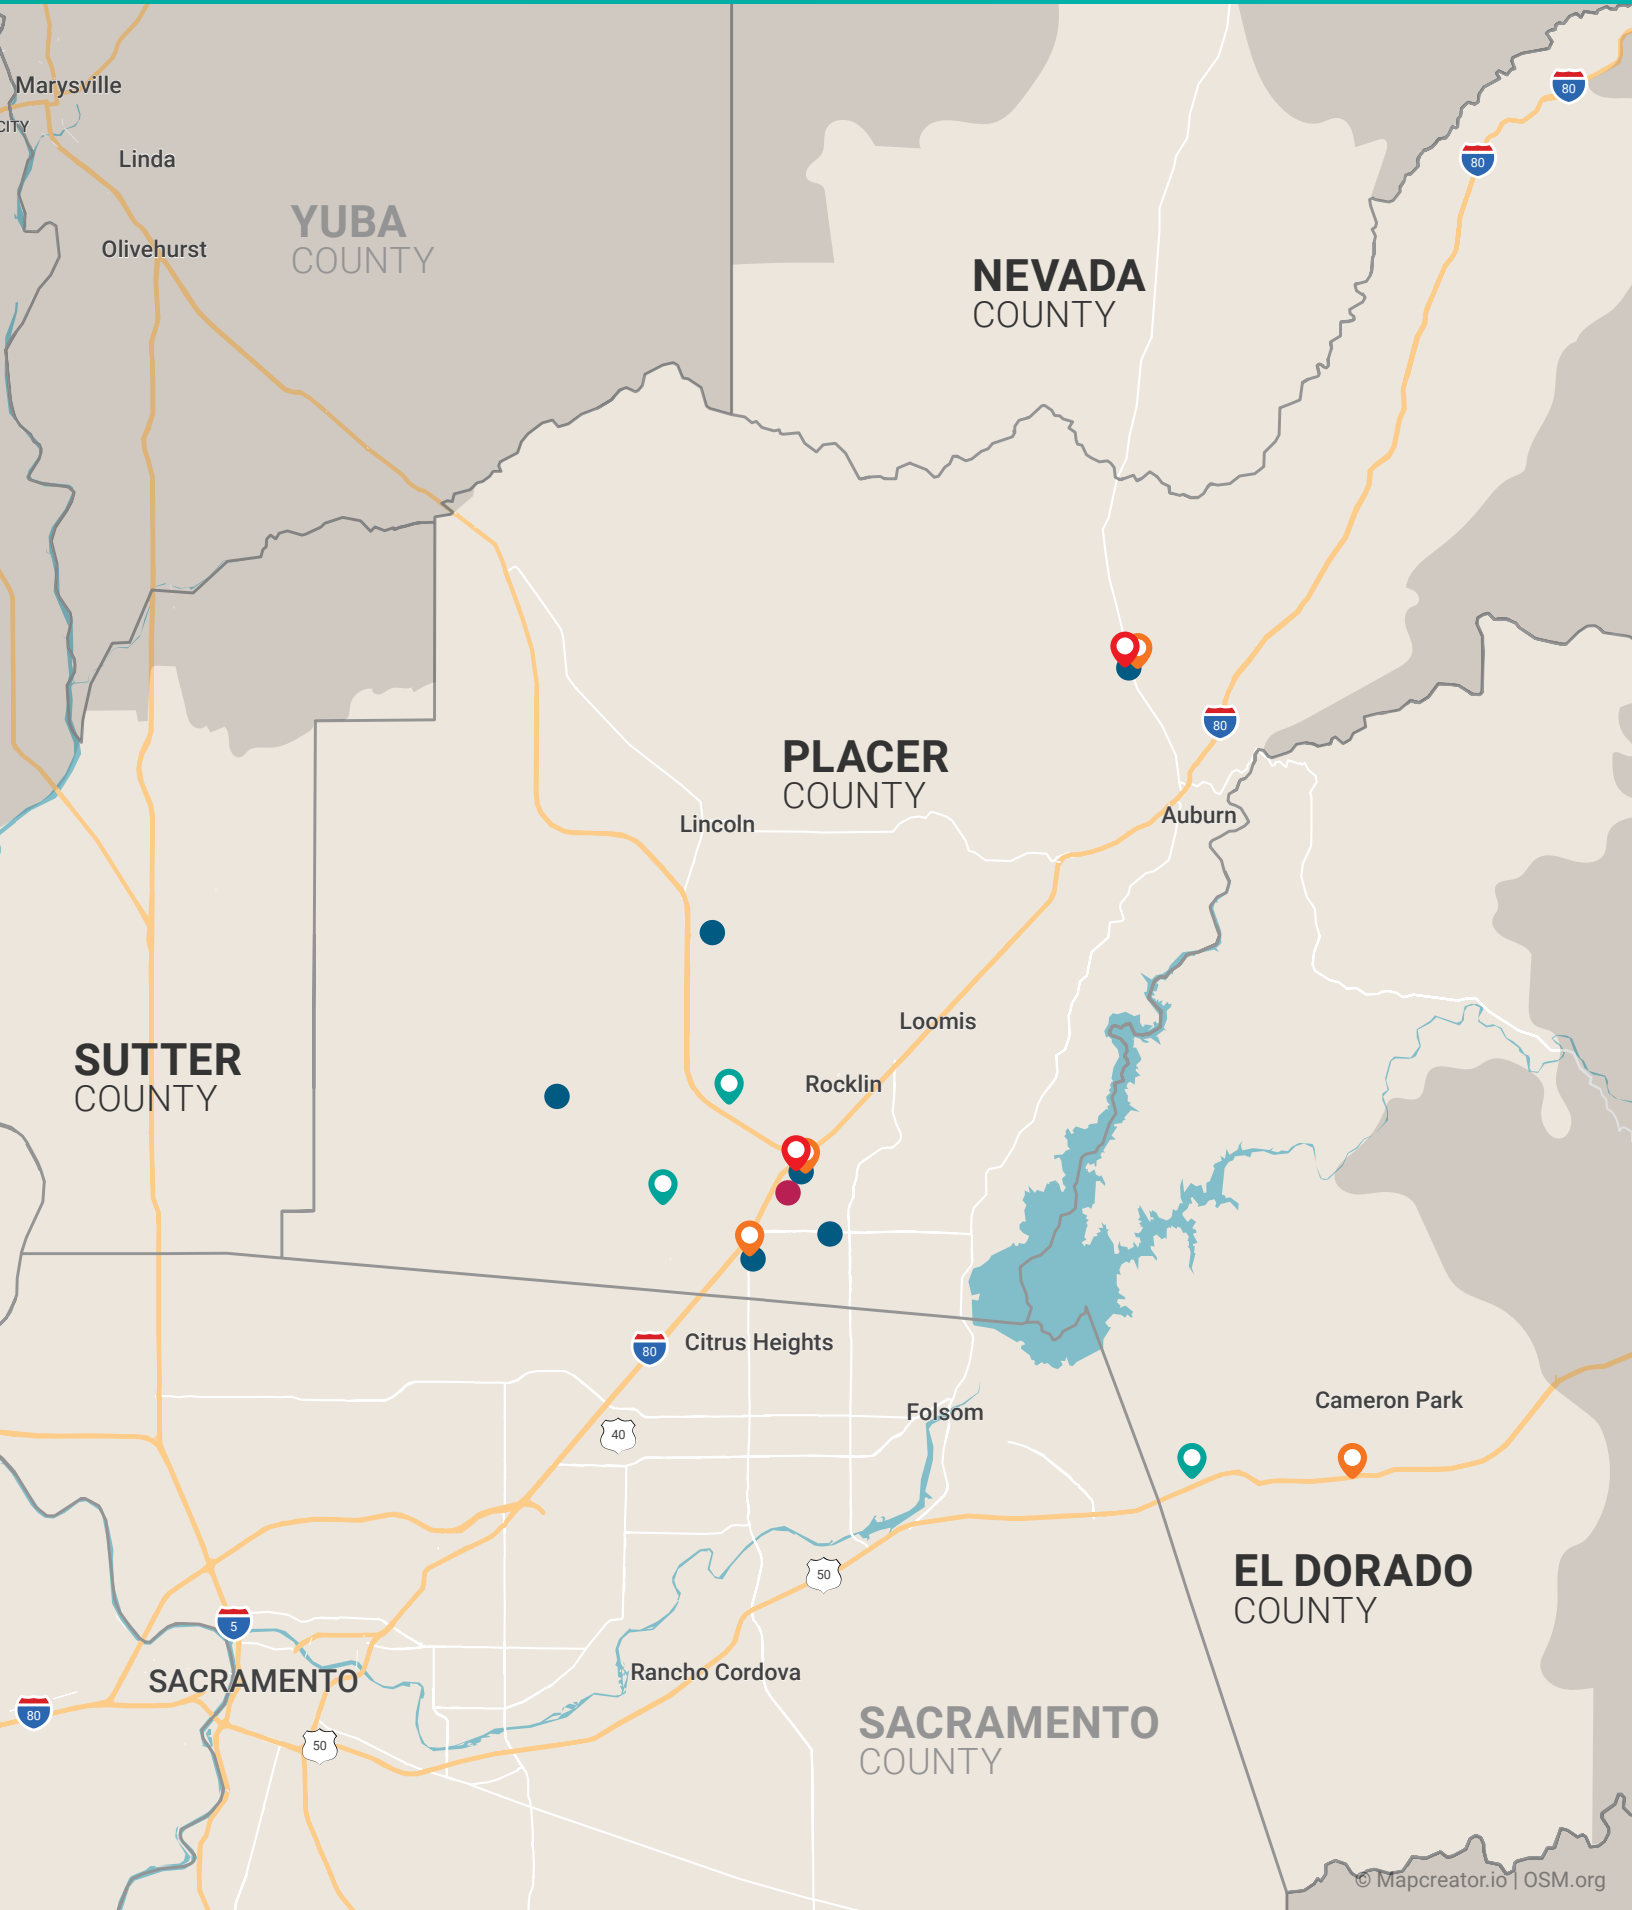 80
Marysville
CITY
80
Linda
YUBA
COUNTY
Olivehurst
NEVADA
COUNTY
80
PLACER
COUNTY
Lincoln
Auburn
Loomis
SUTTER
COUNTY
Rocklin
Citrus Heights
80
Cameron Park
Folsom
40
50
EL DORADO
COUNTY
5
SACRAMENTO
Rancho Cordova
80
SACRAMENTO
COUNTY
50
© Mapcreator.io | OSM.org